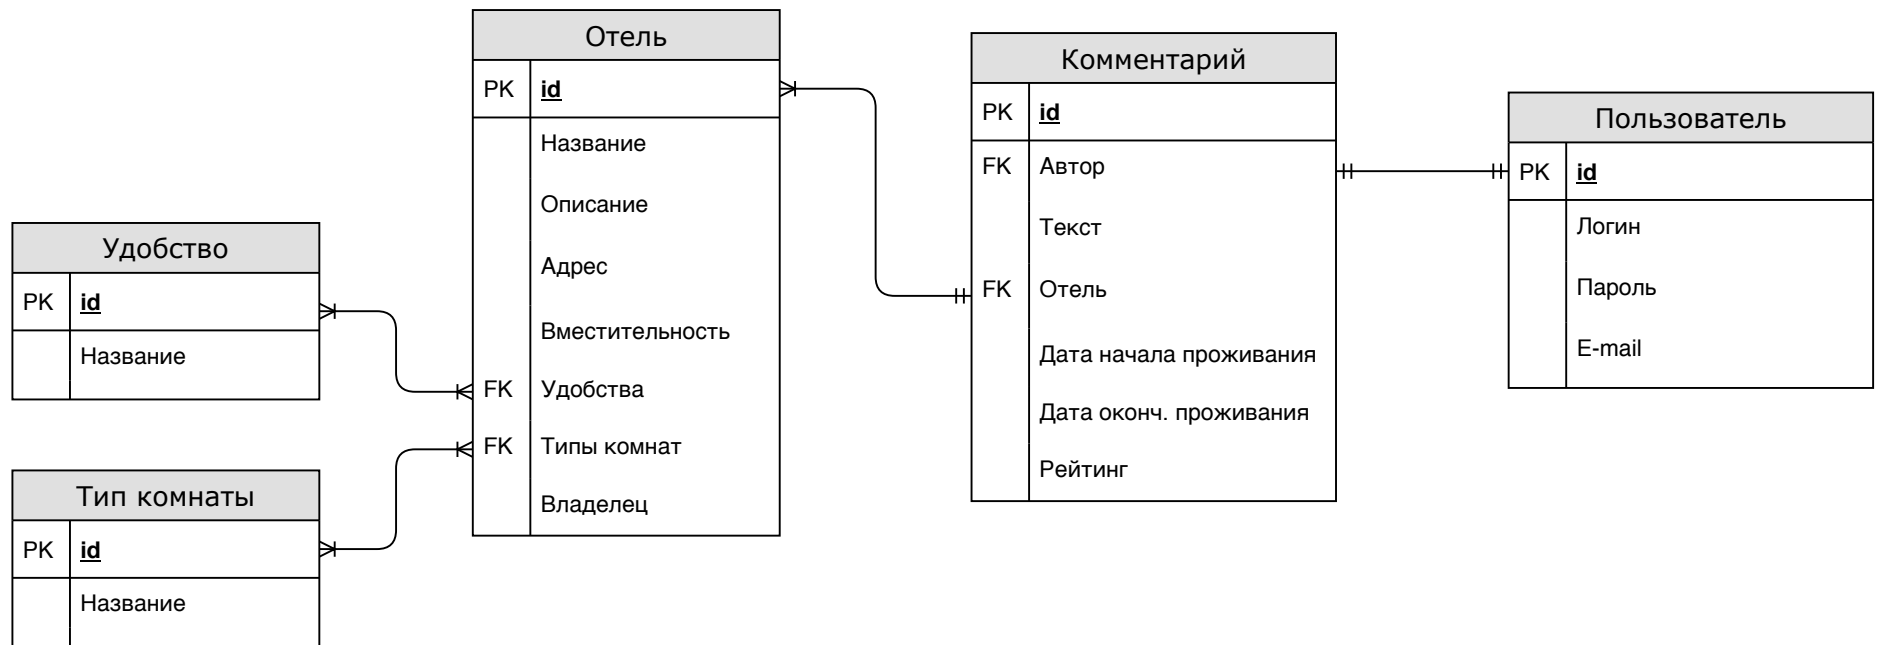 Отель
PK id
Название
Описание
Адрес
Вместительность
FK Удобства
FK Типы комнат
Владелец
Комментарий
PK id
FK Автор
Текст
FK Отель
Дата начала проживания
Дата оконч. проживания
Рейтинг
Пользователь
PK id
Логин
Пароль
E-mail
Удобство
PK id
Название
Тип комнаты
PK id
Название